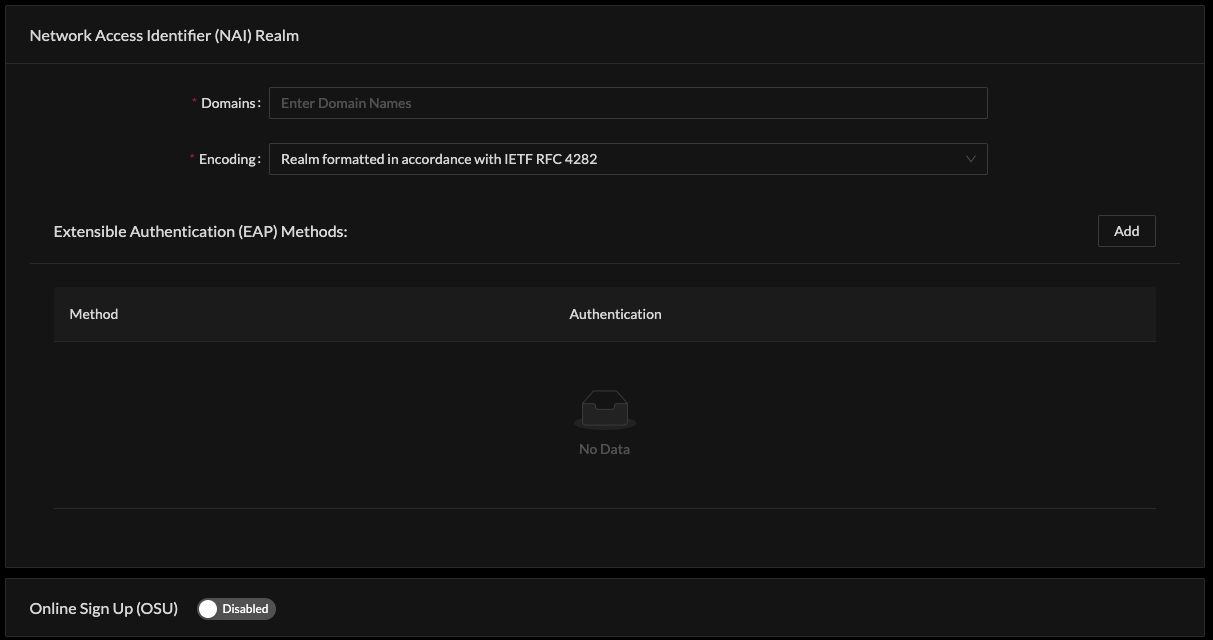 Network Access Identifier (NAI) Realm
* Domains:
Enter Domain Names
* Encoding:
Realm formatted in accordance with IETF RFC 4282
Extensible Authentication (EAP) Methods:
Add
Method
Authentication
No Data
Online Sign Up (OSU)
Disabled